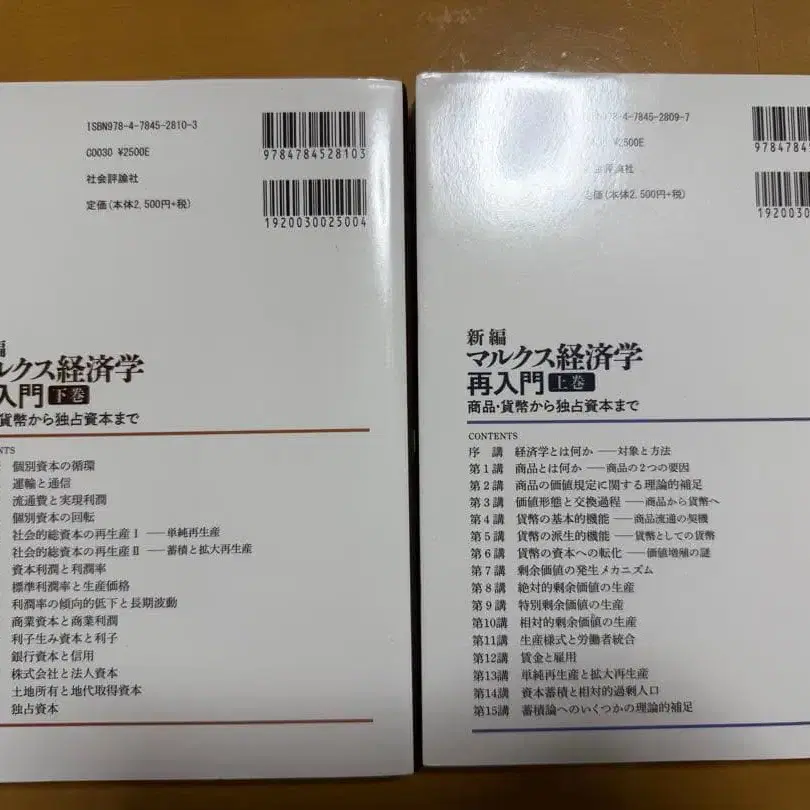 ISBN978-4-7845-2810-3
9784784528103
C0030 ¥2500E
社会評論社
定価(本体2,500円+税)
1920030025004
編
ルクス経済学
入門 下巻
貨幣から独占資本まで
NTS
個別資本の循環
運輸と通信
流通費と実現利潤
個別資本の回転
社会的総資本の再生産Ⅰ ──単純再生産
社会的総資本の再生産Ⅱ ──蓄積と拡大再生産
資本利潤と利潤率
標準利潤率と生産価格
利潤率の傾向的低下と長期波動
商業資本と商業利潤
利子生み資本と利子
銀行資本と信用
株式会社と法人資本
土地所有と地代取得資本
独占資本
978-4-7845-2809-7
97847845
2,500E
社会評論社
定価(本体2,500円+税)
1920030
新編
マルクス経済学
再入門 上巻
商品・貨幣から独占資本まで
CONTENTS
序 講 経済学とは何か ──対象と方法
第1講 商品とは何か ──商品の2つの要因
第2講 商品の価値規定に関する理論的補足
第3講 価値形態と交換過程 ──商品から貨幣へ
第4講 貨幣の基本的機能 ──商品流通の契機
第5講 貨幣の派生的機能 ──貨幣としての貨幣
第6講 貨幣の資本への転化 ──価値増殖の謎
第7講 剰余価値の発生メカニズム
第8講 絶対的剰余価値の生産
第9講 特別剰余価値の生産
第10講 相対的剰余価値の生産
第11講 生産様式と労働者統合
第12講 賃金と雇用
第13講 単純再生産と拡大再生産
第14講 資本蓄積と相対的過剰人口
第15講 蓄積論へのいくつかの理論的補足